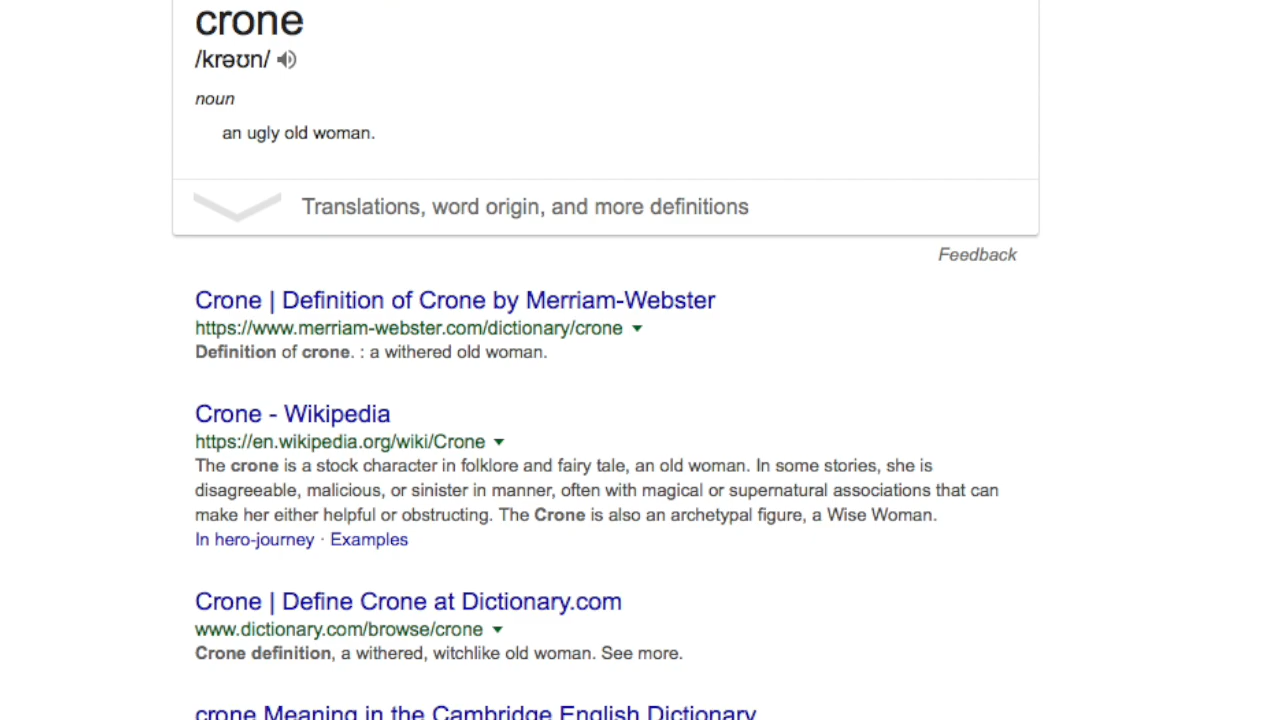 crone
/krəʊn/
noun
an ugly old woman.
Translations, word origin, and more definitions
Feedback
Crone | Definition of Crone by Merriam-Webster
https://www.merriam-webster.com/dictionary/crone
Definition of crone. : a withered old woman.
Crone - Wikipedia
https://en.wikipedia.org/wiki/Crone
The crone is a stock character in folklore and fairy tale, an old woman. In some stories, she is
disagreeable, malicious, or sinister in manner, often with magical or supernatural associations that can
make her either helpful or obstructing. The Crone is also an archetypal figure, a Wise Woman.
In hero-journey · Examples
Crone | Define Crone at Dictionary.com
www.dictionary.com/browse/crone
Crone definition, a withered, witchlike old woman. See more.
crone Meaning in the Cambridge English Dictionary